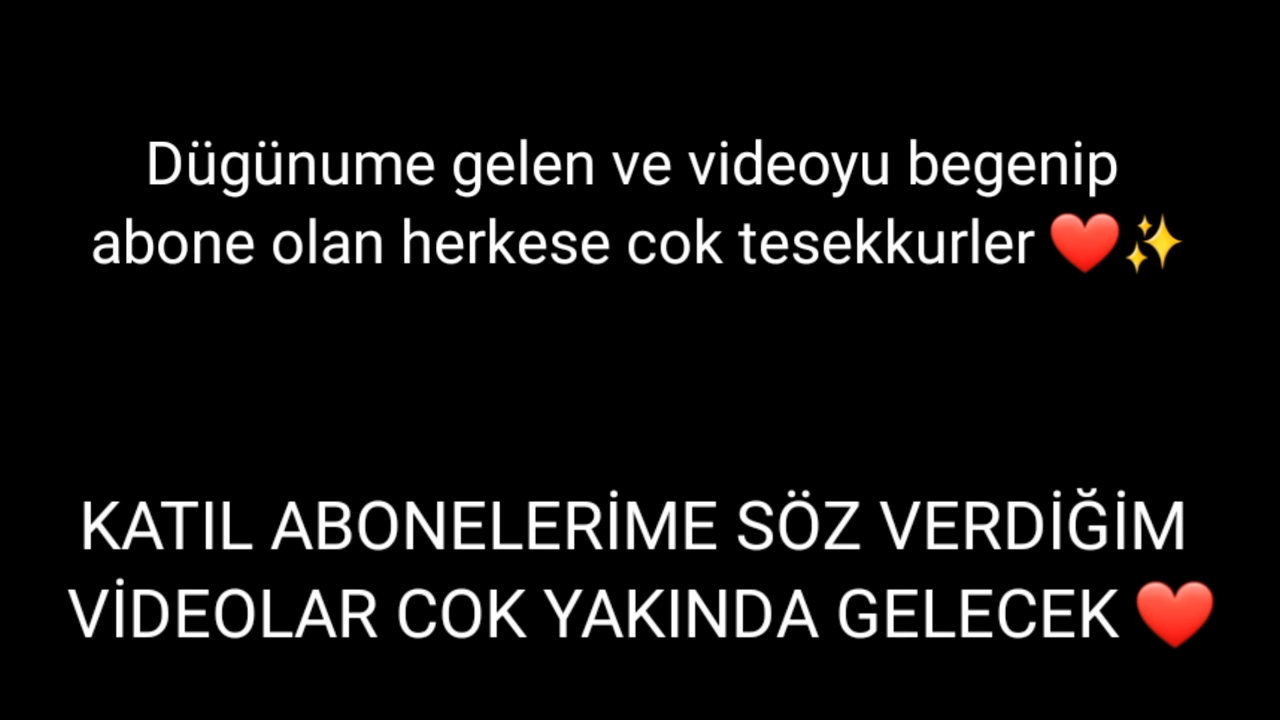 Dügünume gelen ve videoyu begenip
abone olan herkese cok tesekkurler ❤️✨
KATIL ABONELERİME SÖZ VERDİĞİM
VİDEOLAR COK YAKINDA GELECEK ❤️